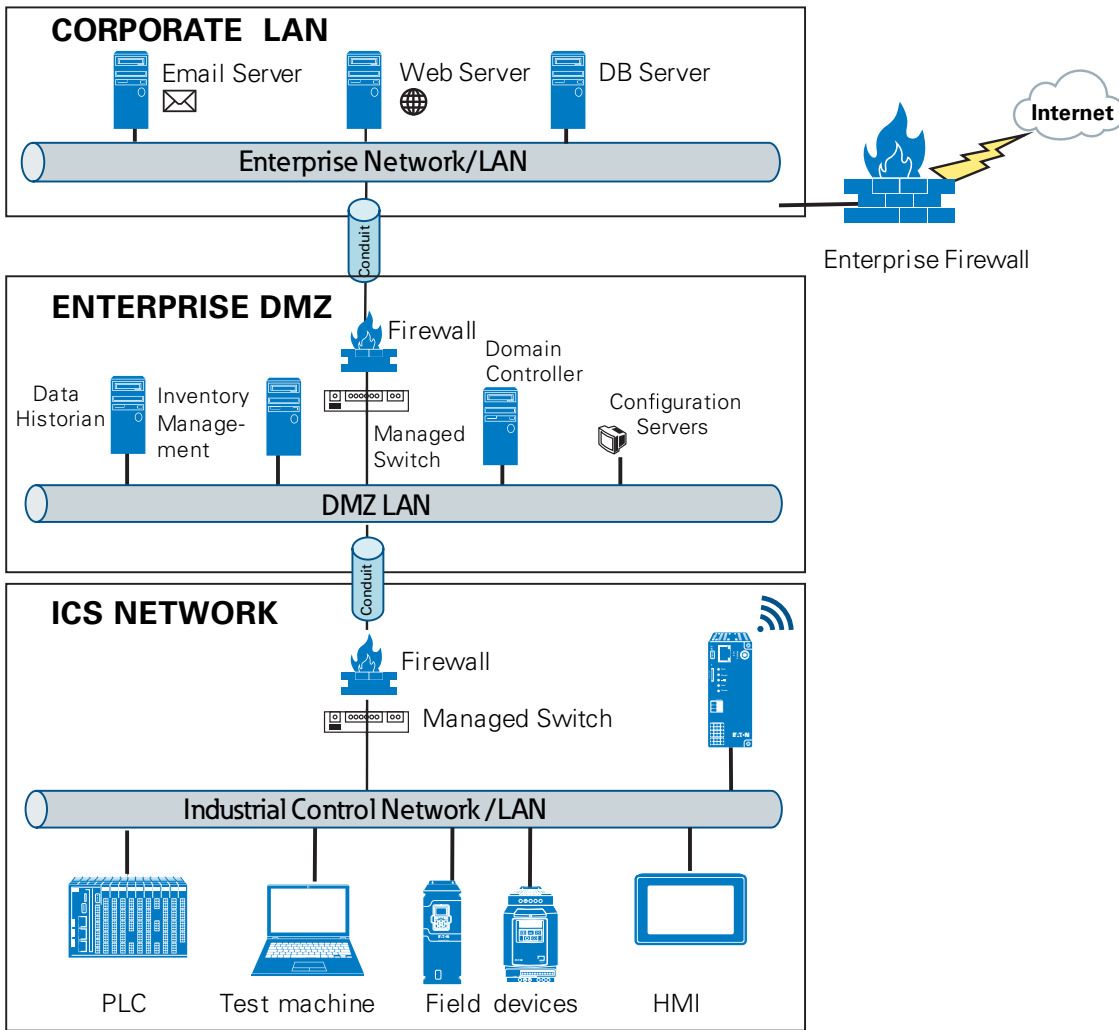 CORPORATE LAN
Email Server
Web Server
DB Server
Internet
Enterprise Network/LAN
Enterprise Firewall
Conduit
ENTERPRISE DMZ
Firewall
Domain
Controller
Data
Historian
Inventory
Manage-
ment
Configuration
Servers
Managed
Switch
DMZ LAN
Conduit
ICS NETWORK
Firewall
Managed Switch
EATON
Industrial Control Network /LAN
PLC
Test machine
Field devices
HMI